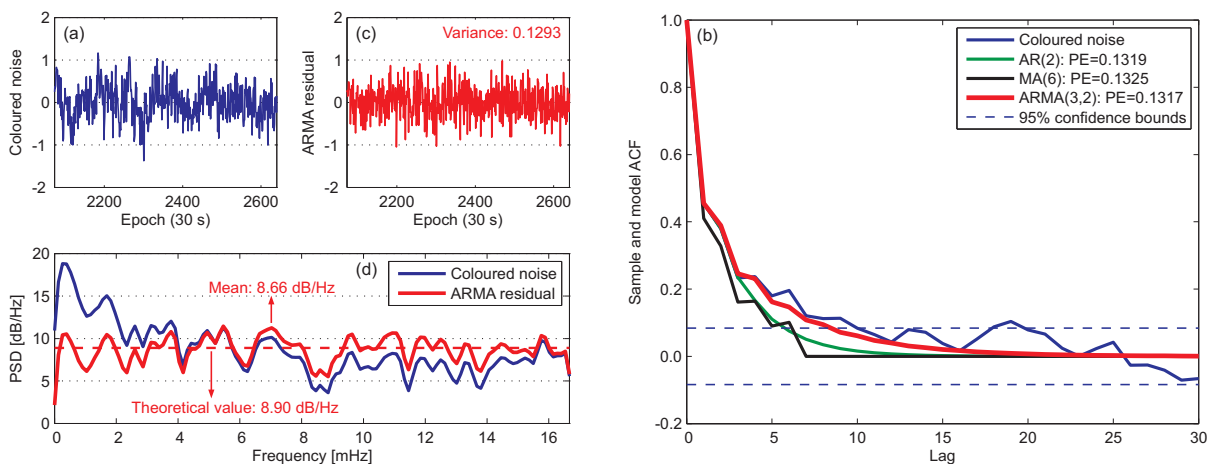 (a)
Coloured noise
2
1
0
-1
-2
2200 2400 2600
Epoch (30 s)
(c)
Variance: 0.1293
ARMA residual
2
1
0
-1
-2
2200 2400 2600
Epoch (30 s)
(d)
Coloured noise
ARMA residual
Mean: 8.66 dB/Hz
Theoretical value: 8.90 dB/Hz
PSD [dB/Hz]
20
15
10
5
0
0 2 4 6 8 10 12 14 16
Frequency [mHz]
(b)
Coloured noise
AR(2): PE=0.1319
MA(6): PE=0.1325
ARMA(3,2): PE=0.1317
95% confidence bounds
Sample and model ACF
1.0
0.8
0.6
0.4
0.2
0.0
-0.2
0 5 10 15 20 25 30
Lag